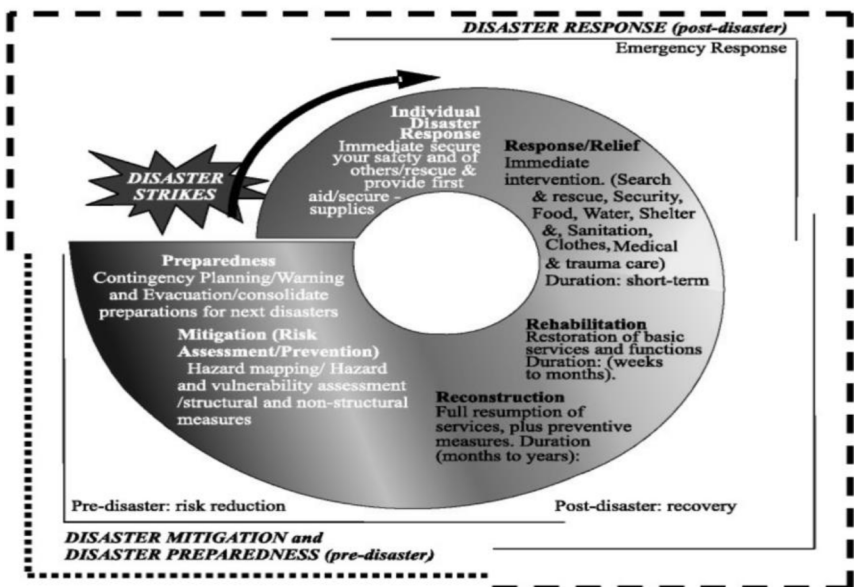 DISASTER RESPONSE (post-disaster)
Emergency Response
DISASTER
STRIKES
Individual
Disaster
Response
Immediate secure
your safety and of
others/rescue &
provide first
aid/secure -
supplies
Response/Relief
Immediate
intervention. (Search
& rescue, Security,
Food, Water, Shelter
&, Sanitation,
Clothes, Medical
& trauma care)
Duration: short-term
Rehabilitation
Restoration of basic
services and functions
Duration: (weeks
to months).
Reconstruction
Full resumption of
services, plus preventive
measures. Duration
(months to years):
Preparedness
Contingency Planning/Warning
and Evacuation/consolidate
preparations for next disasters
Mitigation (Risk
Assessment/Prevention)
Hazard mapping/ Hazard
and vulnerability assessment
/structural and non-structural
measures
Pre-disaster: risk reduction
Post-disaster: recovery
DISASTER MITIGATION and
DISASTER PREPAREDNESS (pre-disaster)